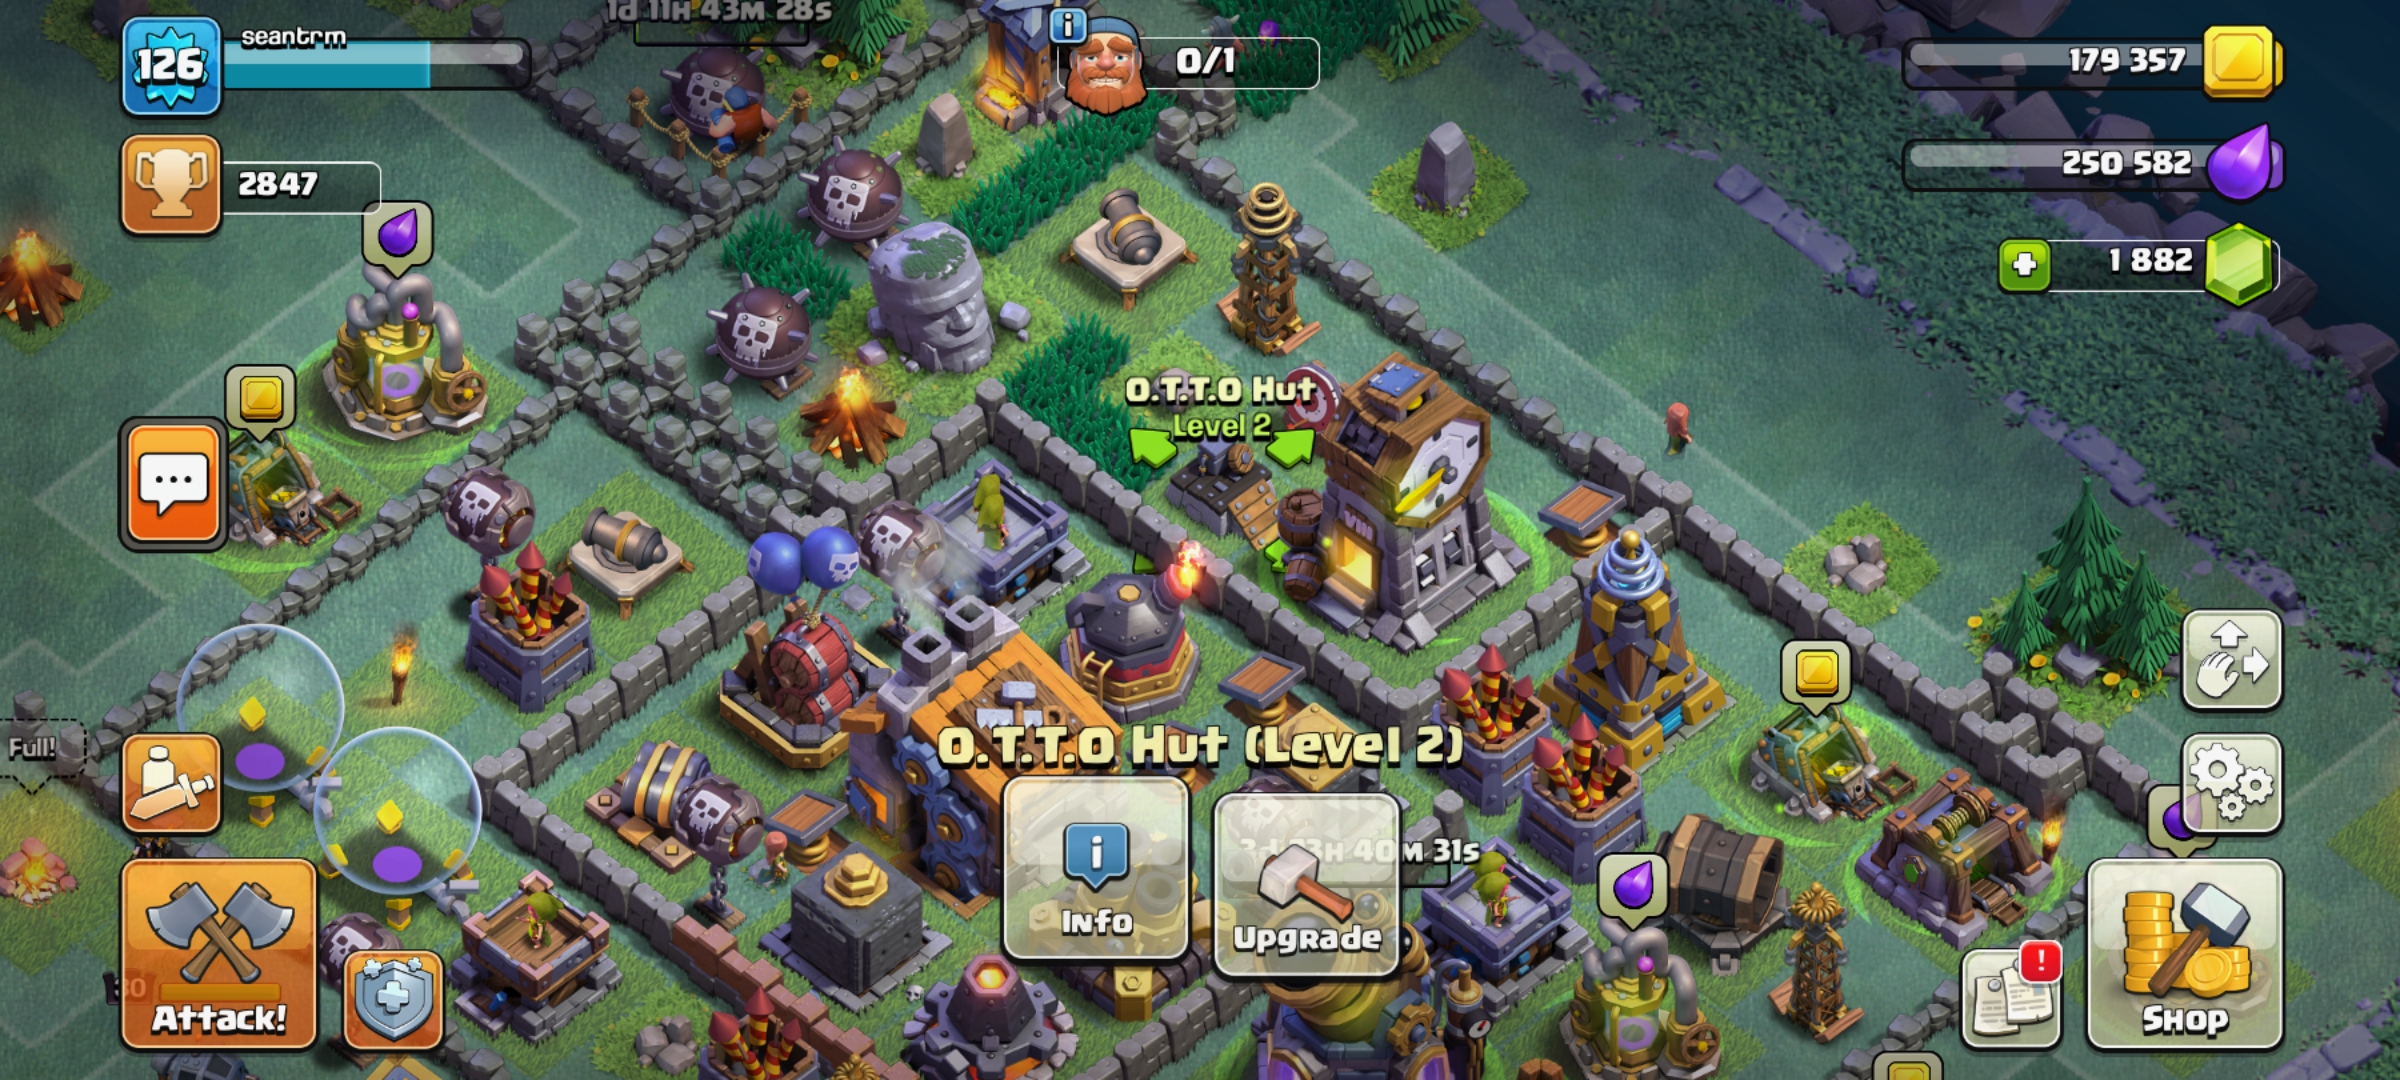 1d 11H 43M 28s
126
seantrm
i
0/1
179 357
2847
250 582
1 882
O.T.T.O Hut
Level 2
VIII
Full!
O.T.T.O Hut (Level 2)
i
Info
Upgrade
Attack!
!
Shop